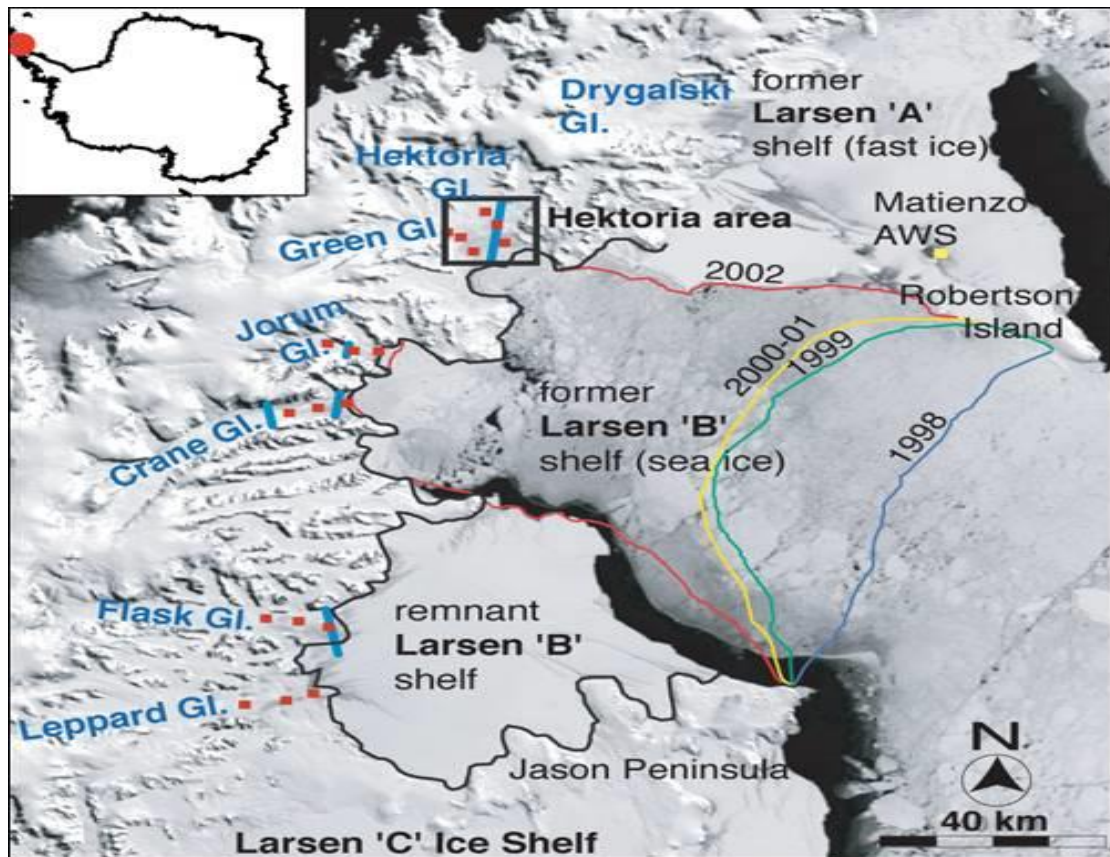 Drygalski
Gl.
former
Larsen 'A'
shelf (fast ice)
Hektoria
Gl.
Hektoria area
Green Gl
Matienzo
AWS
2002
Robertson
Island
Jorum
Gl.
2000-01
1999
1998
former
Larsen 'B'
shelf (sea ice)
Crane Gl.
Flask Gl.
remnant
Larsen 'B'
shelf
Leppard Gl.
Jason Peninsula
N
40 km
Larsen 'C' Ice Shelf